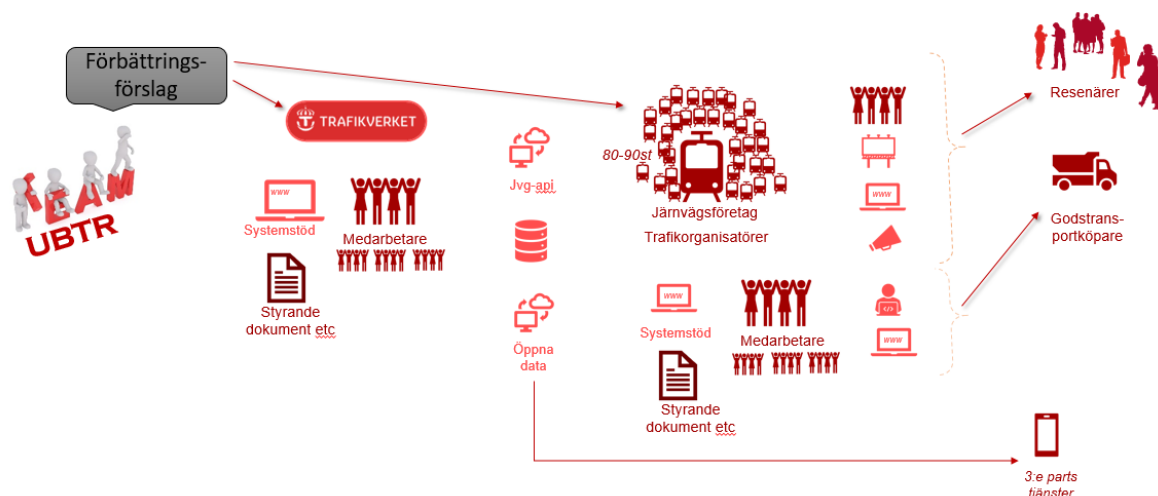 Förbättrings-
förslag
TEAM
UBTR
TRAFIKVERKET
www
Systemstöd
Medarbetare
Styrande
dokument etc
Jvg-api
Öppna
data
80-90st
Järnvägsföretag
Trafikorganisatörer
www
Systemstöd
Medarbetare
Styrande
dokument etc
www
</>
www
Resenärer
Godstrans-
portköpare
3:e parts
tjänster